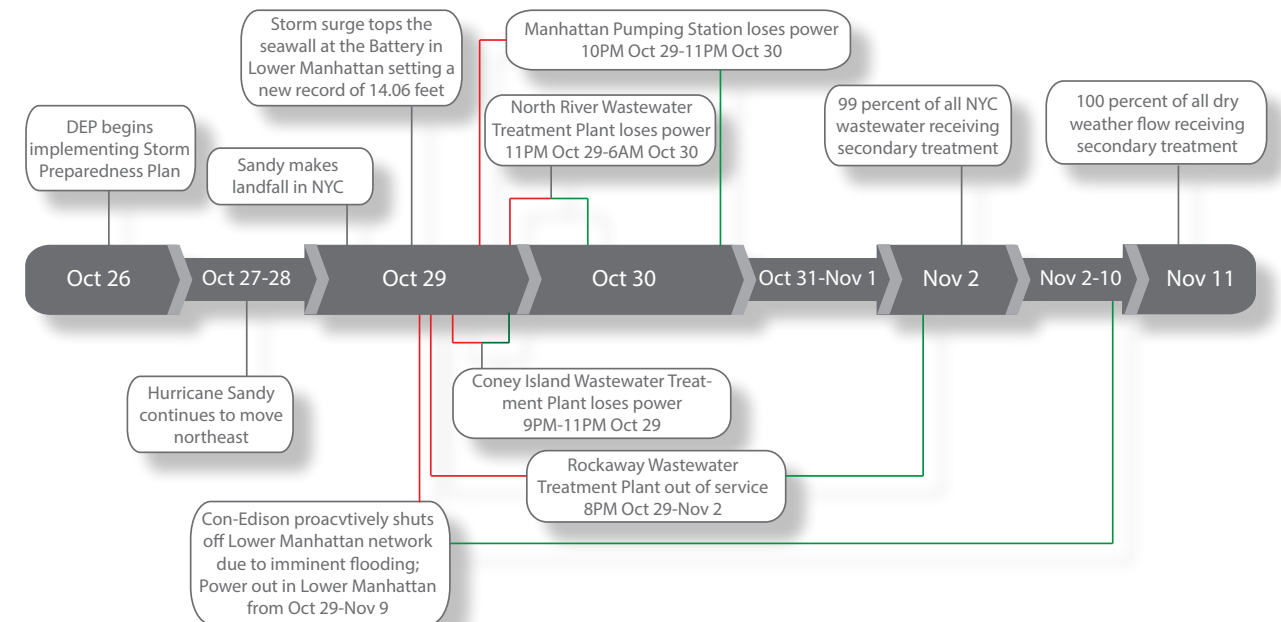 Storm surge tops the
seawall at the Battery in
Lower Manhattan setting a
new record of 14.06 feet
Manhattan Pumping Station loses power
10PM Oct 29-11PM Oct 30
DEP begins
implementing Storm
Preparedness Plan
Sandy makes
landfall in NYC
North River Wastewater
Treatment Plant loses power
11PM Oct 29-6AM Oct 30
99 percent of all NYC
wastewater receiving
secondary treatment
100 percent of all dry
weather flow receiving
secondary treatment
Oct 26
Oct 27-28
Oct 29
Oct 30
Oct 31-Nov 1
Nov 2
Nov 2-10
Nov 11
Hurricane Sandy
continues to move
northeast
Coney Island Wastewater Treat-
ment Plant loses power
9PM-11PM Oct 29
Rockaway Wastewater
Treatment Plant out of service
8PM Oct 29-Nov 2
Con-Edison proacvtively shuts
off Lower Manhattan network
due to imminent flooding;
Power out in Lower Manhattan
from Oct 29-Nov 9